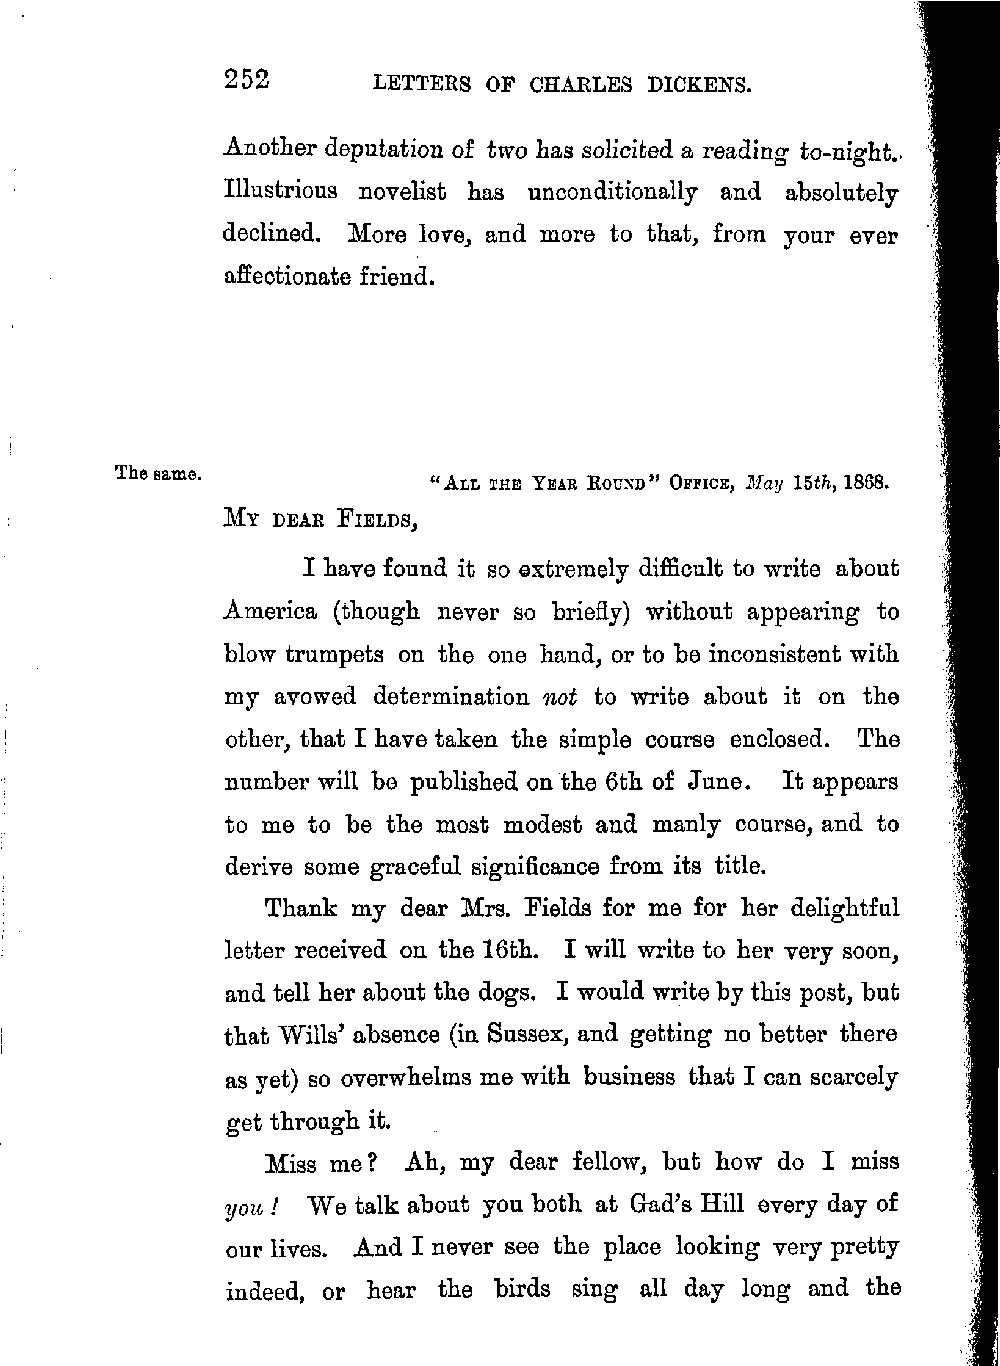 252 LETTERS OF CHARLES DICKENS.
Another deputation of two has solicited a reading to-night.
Illustrious novelist has unconditionally and absolutely
declined. More love, and more to that, from your ever
affectionate friend.
The same.
“ALL THE YEAR ROUND” OFFICE, May 15th, 1868.
MY DEAR FIELDS,
I have found it so extremely difficult to write about
America (though never so briefly) without appearing to
blow trumpets on the one hand, or to be inconsistent with
my avowed determination not to write about it on the
other, that I have taken the simple course enclosed. The
number will be published on the 6th of June. It appears
to me to be the most modest and manly course, and to
derive some graceful significance from its title.
Thank my dear Mrs. Fields for me for her delightful
letter received on the 16th. I will write to her very soon,
and tell her about the dogs. I would write by this post, but
that Wills’ absence (in Sussex, and getting no better there
as yet) so overwhelms me with business that I can scarcely
get through it.
Miss me? Ah, my dear fellow, but how do I miss
you! We talk about you both at Gad’s Hill every day of
our lives. And I never see the place looking very pretty
indeed, or hear the birds sing all day long and the